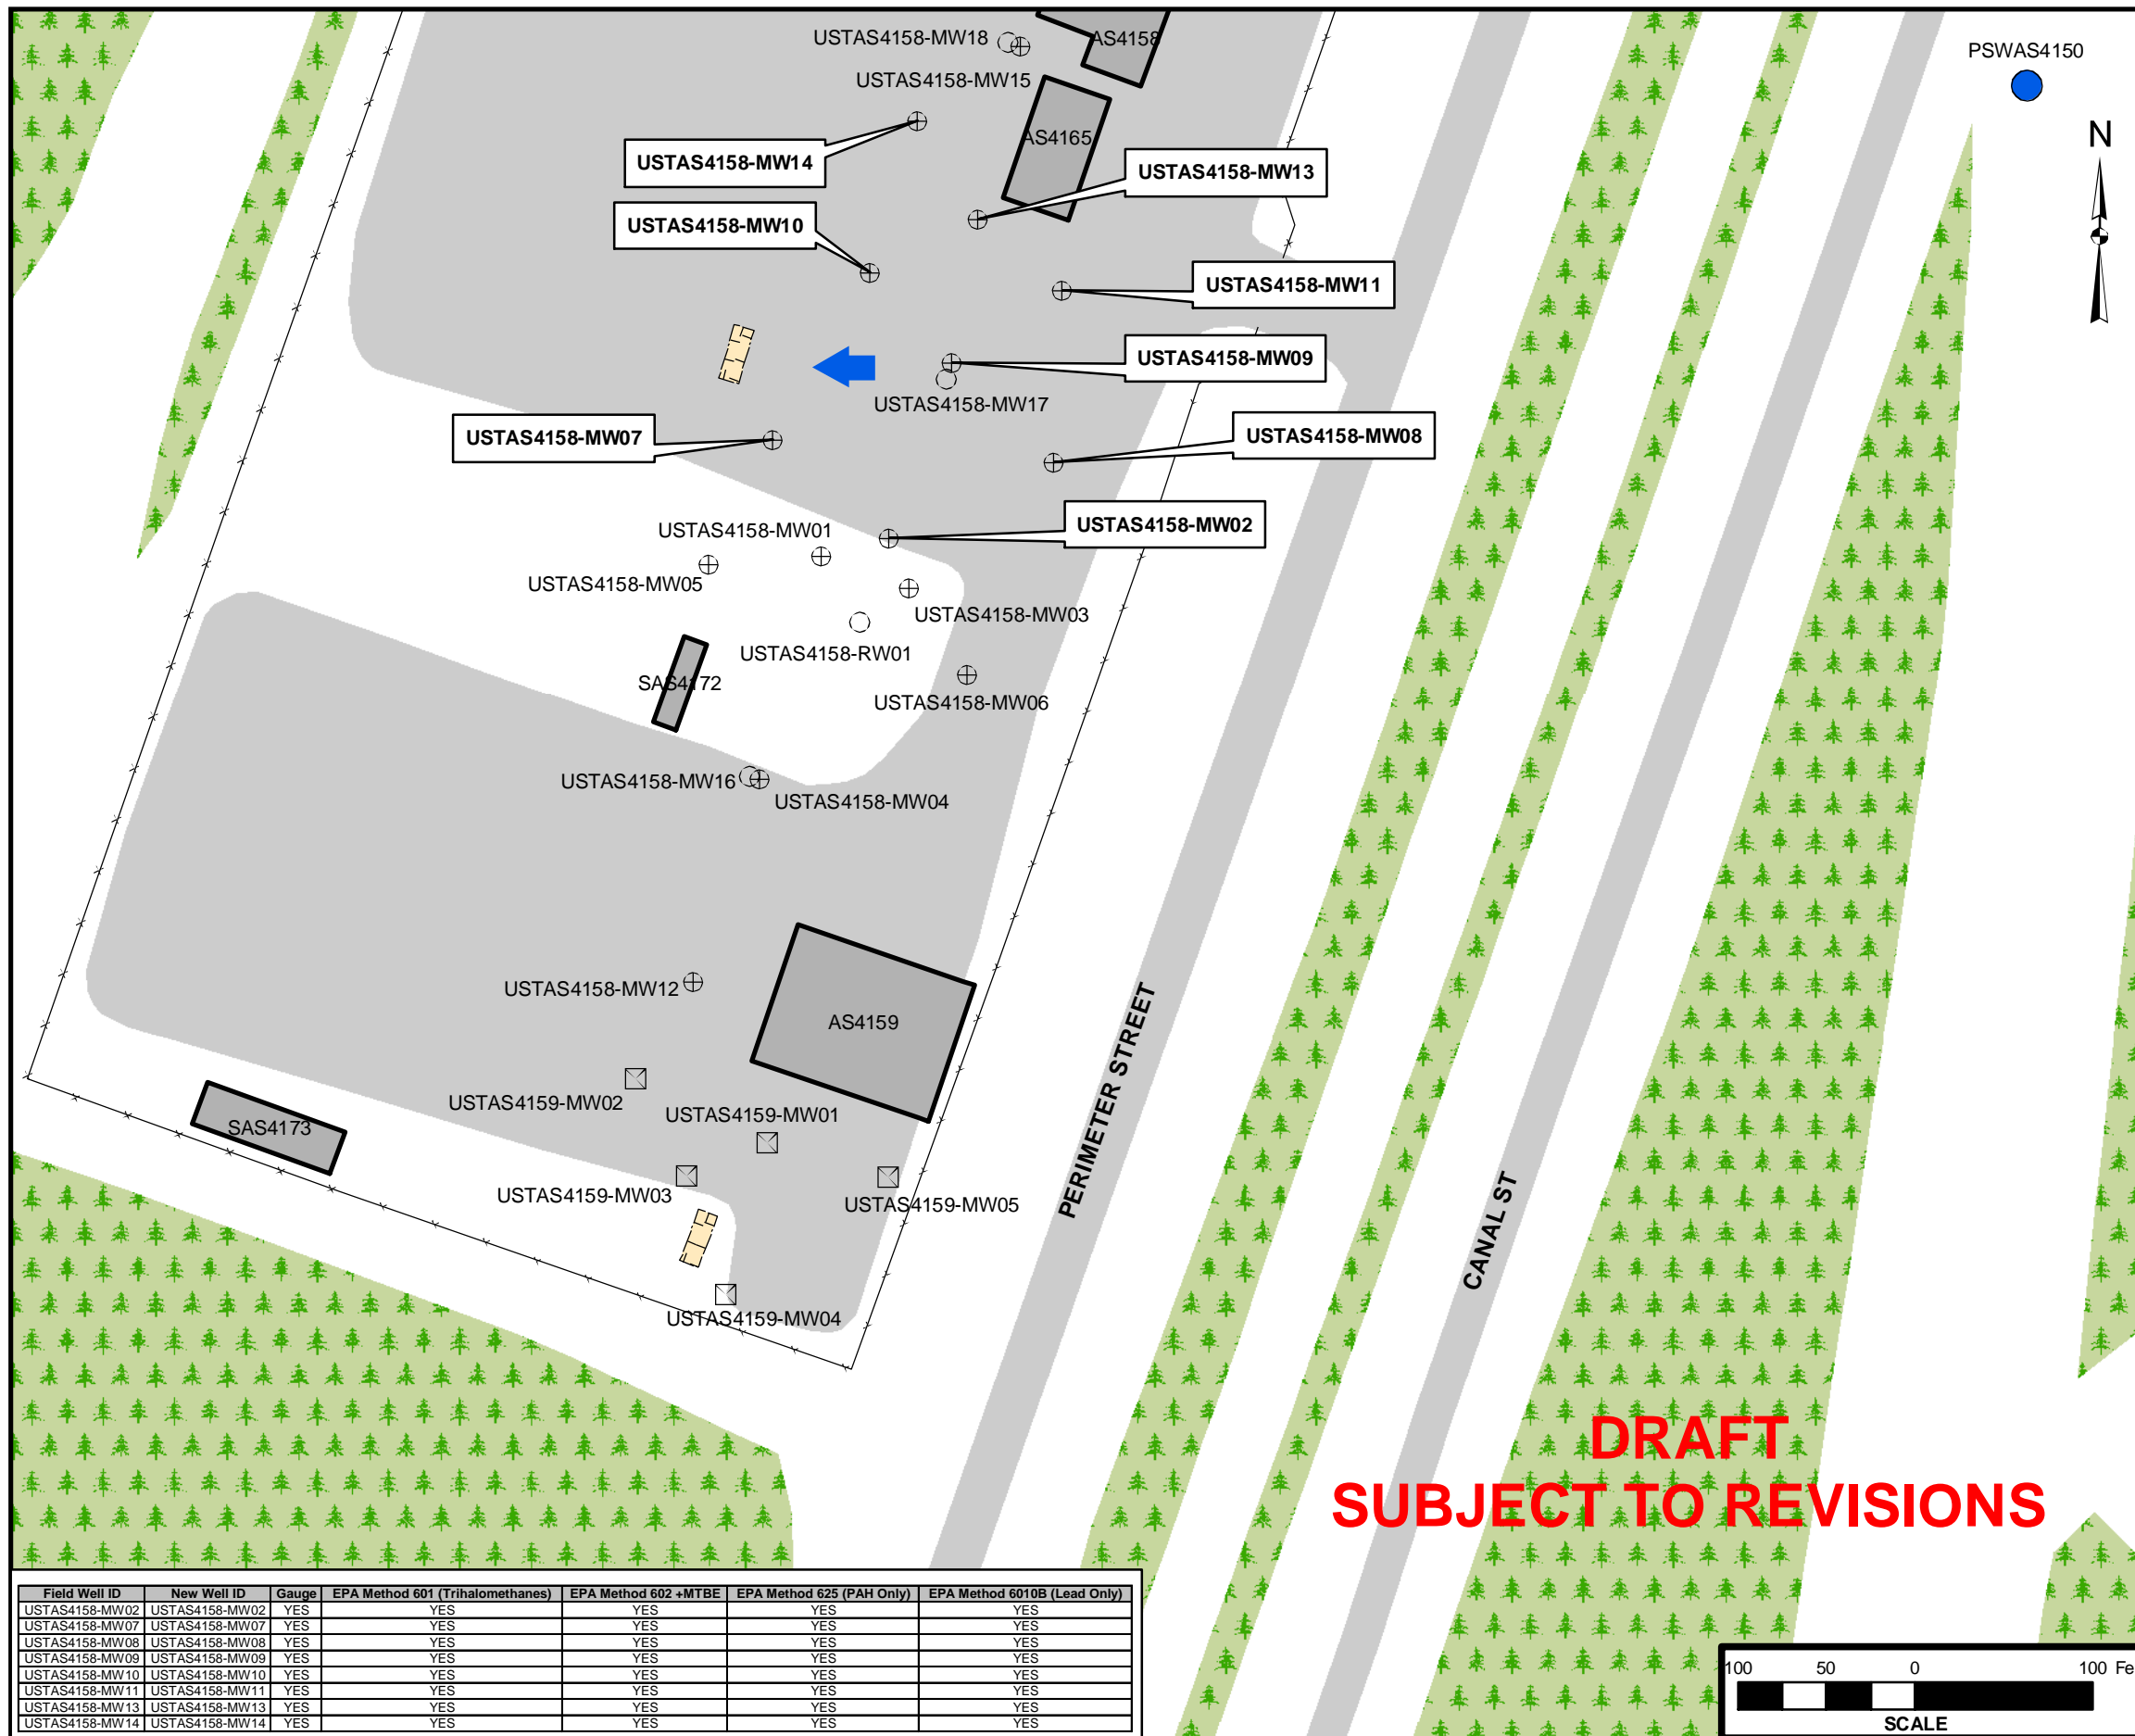 USTAS4158-MW18
AS4158
PSWAS4150
USTAS4158-MW15
N
AS4165
USTAS4158-MW14
USTAS4158-MW13
USTAS4158-MW10
USTAS4158-MW11
USTAS4158-MW09
USTAS4158-MW17
USTAS4158-MW07
USTAS4158-MW08
USTAS4158-MW02
USTAS4158-MW01
USTAS4158-MW05
USTAS4158-MW03
USTAS4158-RW01
SAS4172
USTAS4158-MW06
USTAS4158-MW16
USTAS4158-MW04
USTAS4158-MW12
AS4159
USTAS4159-MW02
USTAS4159-MW01
SAS4173
USTAS4159-MW03
USTAS4159-MW05
USTAS4159-MW04
PERIMETER STREET
CANAL ST
DRAFT
SUBJECT TO REVISIONS
Field Well ID New Well ID Gauge EPA Method 601 (Trihalomethanes) EPA Method 602 +MTBE EPA Method 625 (PAH Only) EPA Method 6010B (Lead Only)
USTAS4158-MW02 USTAS4158-MW02 YES YES YES YES YES
USTAS4158-MW07 USTAS4158-MW07 YES YES YES YES YES
USTAS4158-MW08 USTAS4158-MW08 YES YES YES YES YES
USTAS4158-MW09 USTAS4158-MW09 YES YES YES YES YES
USTAS4158-MW10 USTAS4158-MW10 YES YES YES YES YES
USTAS4158-MW11 USTAS4158-MW11 YES YES YES YES YES
USTAS4158-MW13 USTAS4158-MW13 YES YES YES YES YES
USTAS4158-MW14 USTAS4158-MW14 YES YES YES YES YES
100 50 0 100 Fe
SCALE